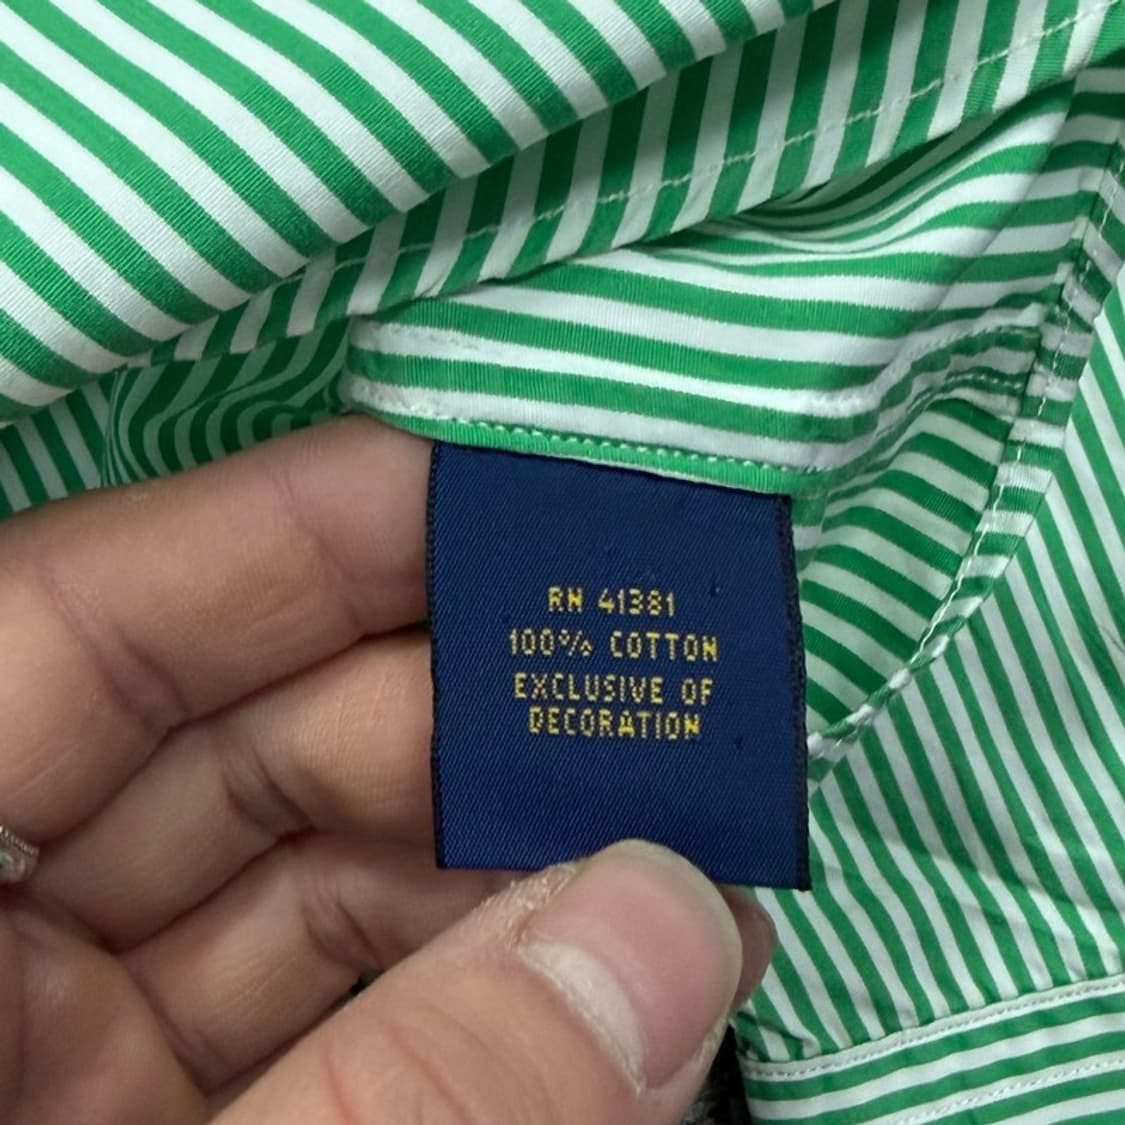 RN 41381
100% COTTON
EXCLUSIVE OF
DECORATION